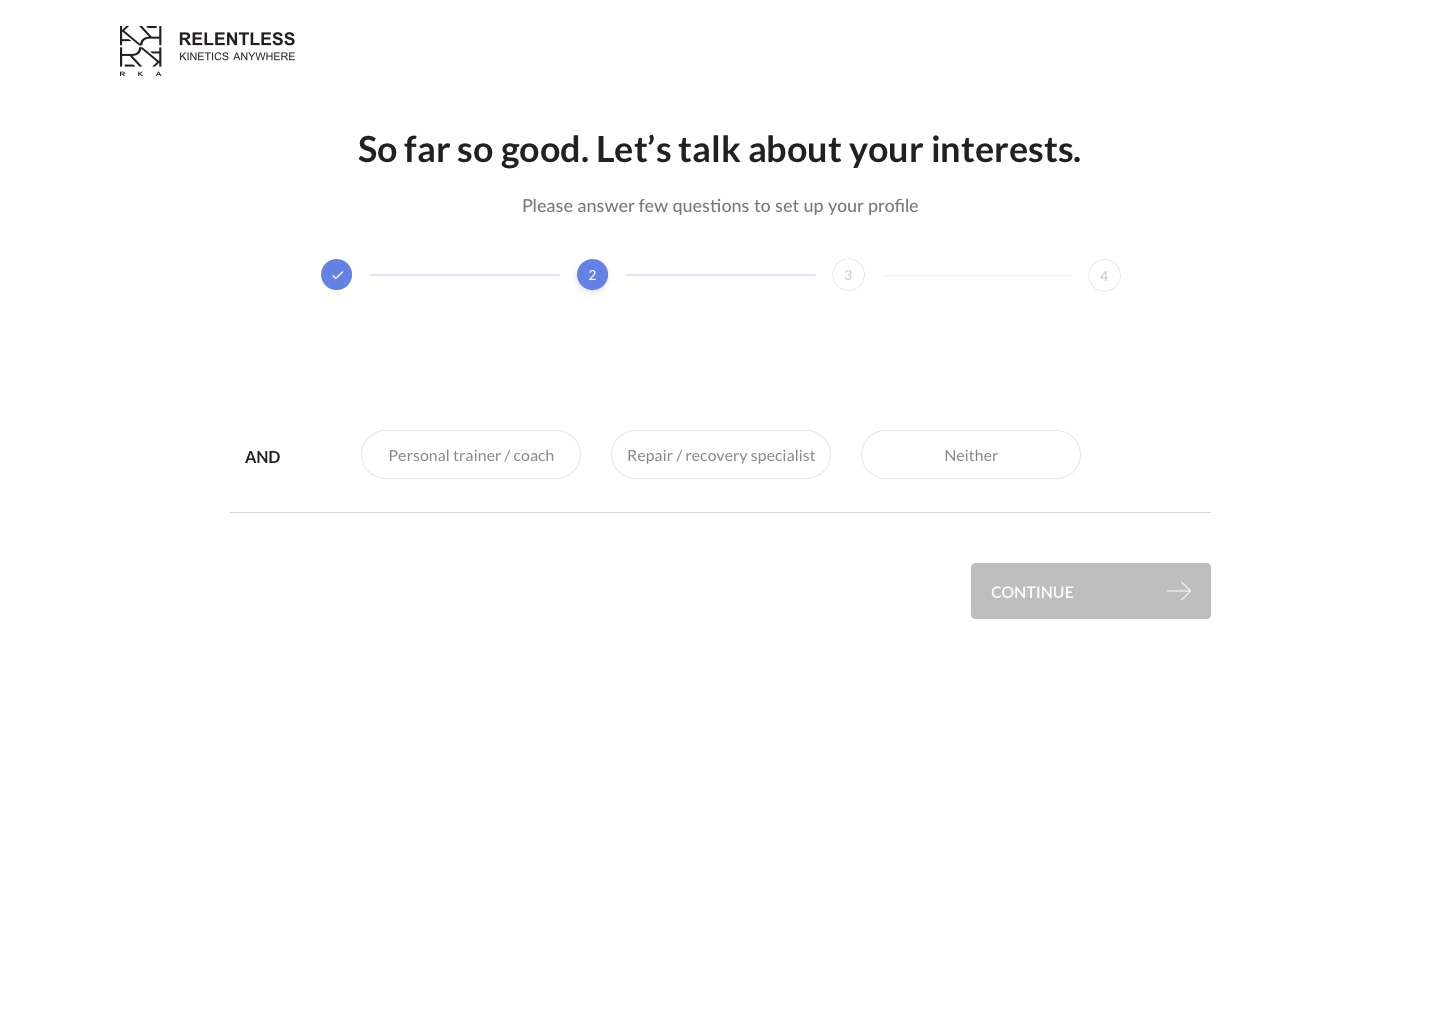 RELENTLESS
KINETICS ANYWHERE
R K A
So far so good. Let’s talk about your interests.
Please answer few questions to set up your profile
2
3
4
AND
Personal trainer / coach
Repair / recovery specialist
Neither
CONTINUE